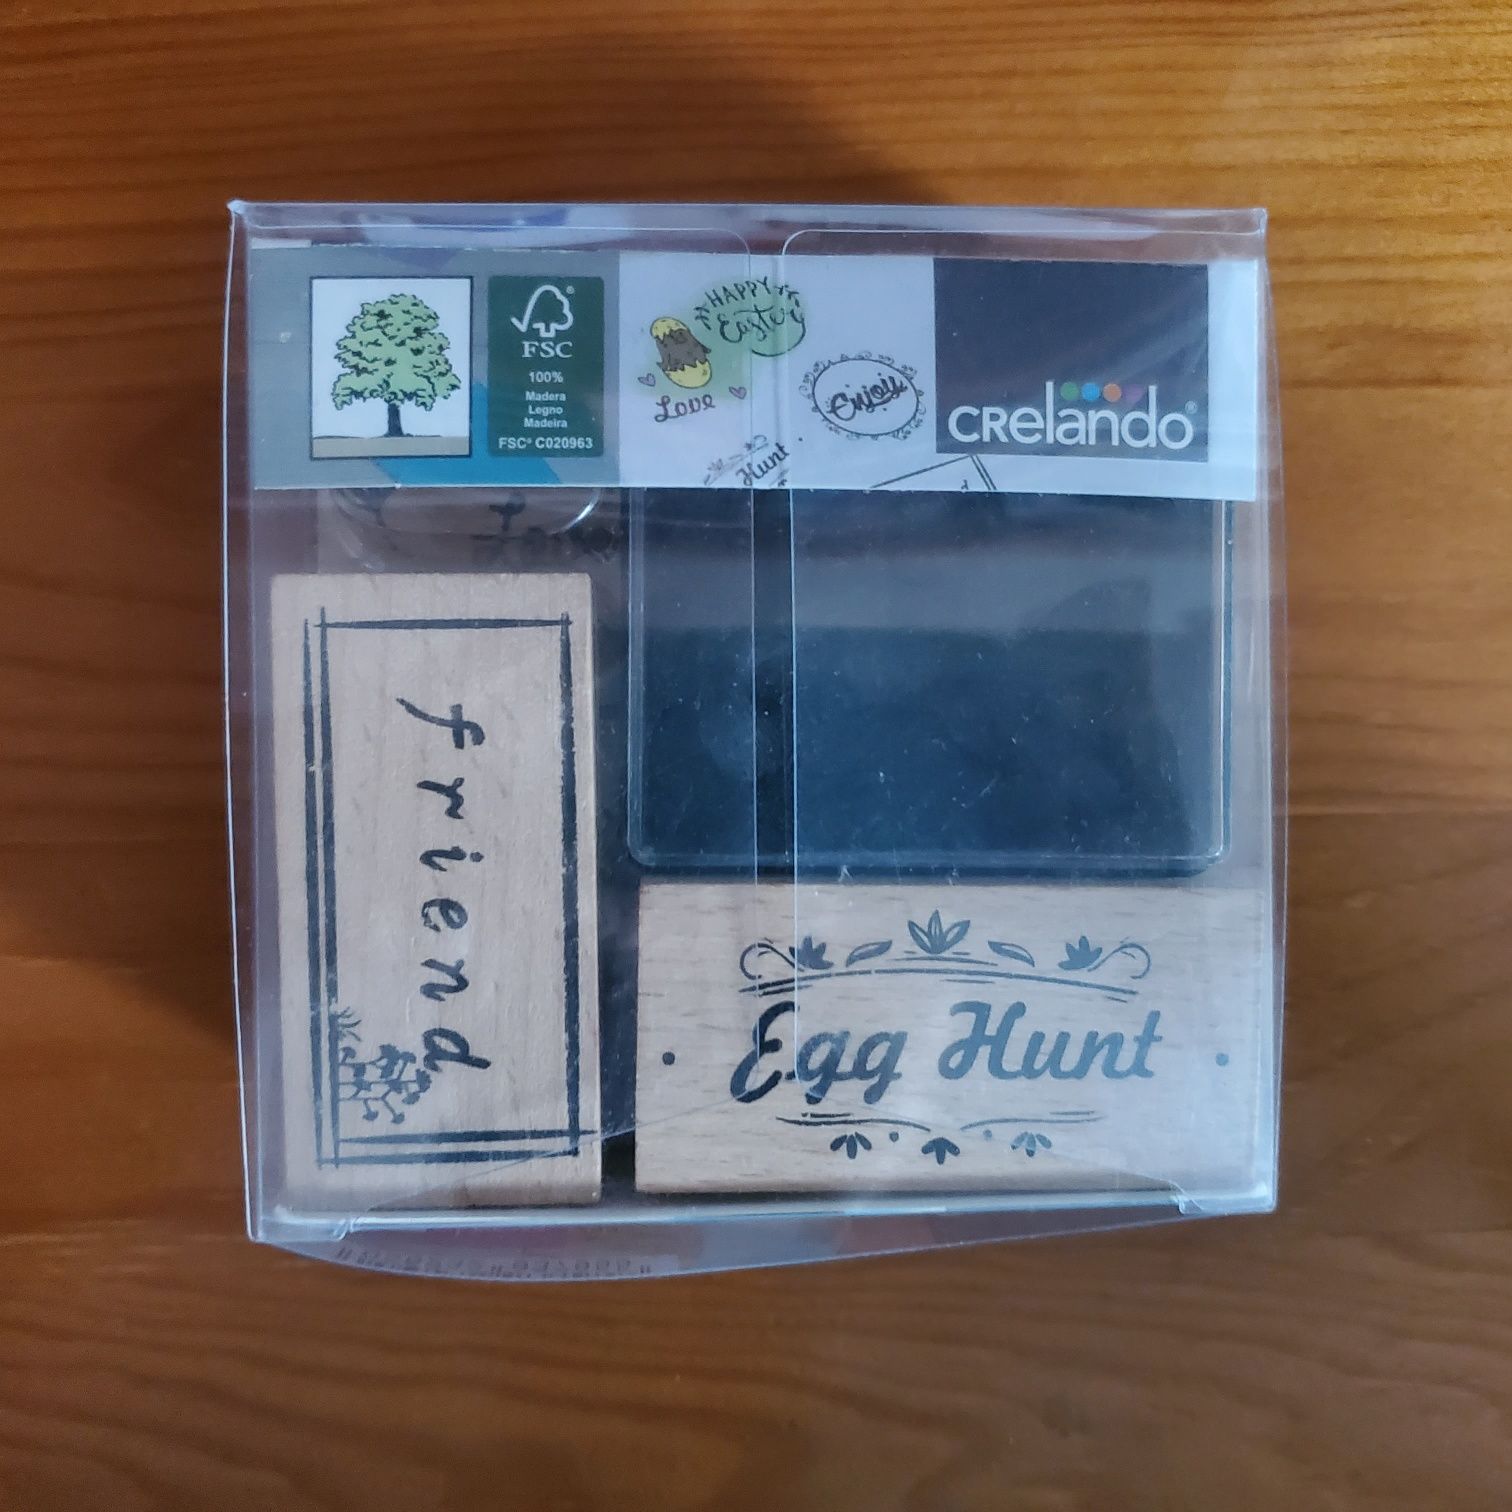 FSC®
100%
Madera
Legno
Madeira
FSC® C020963
HAPPY
Easter
Love
Enjoy
Hunt
CRelando®
friend
Egg Hunt